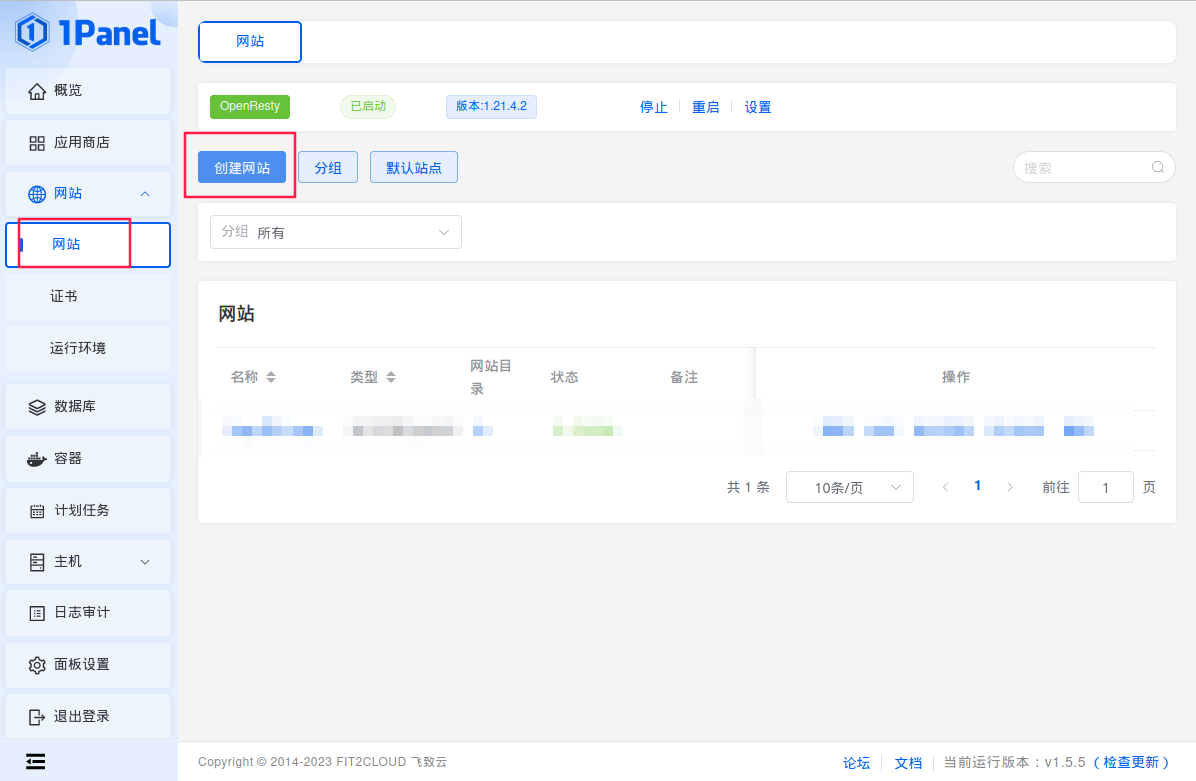 1Panel
概览
应用商店
网站
网站
证书
运行环境
数据库
容器
计划任务
主机
日志审计
面板设置
退出登录
网站
OpenResty 已启动 版本:1.21.4.2 停止 重启 设置
创建网站 分组 默认站点 搜索
分组 所有
网站
名称 类型 网站目录 状态 备注 操作
共 1 条 10条/页 1 前往 1 页
Copyright © 2014-2023 FIT2CLOUD 飞致云 论坛 文档 当前运行版本：v1.5.5 （检查更新）